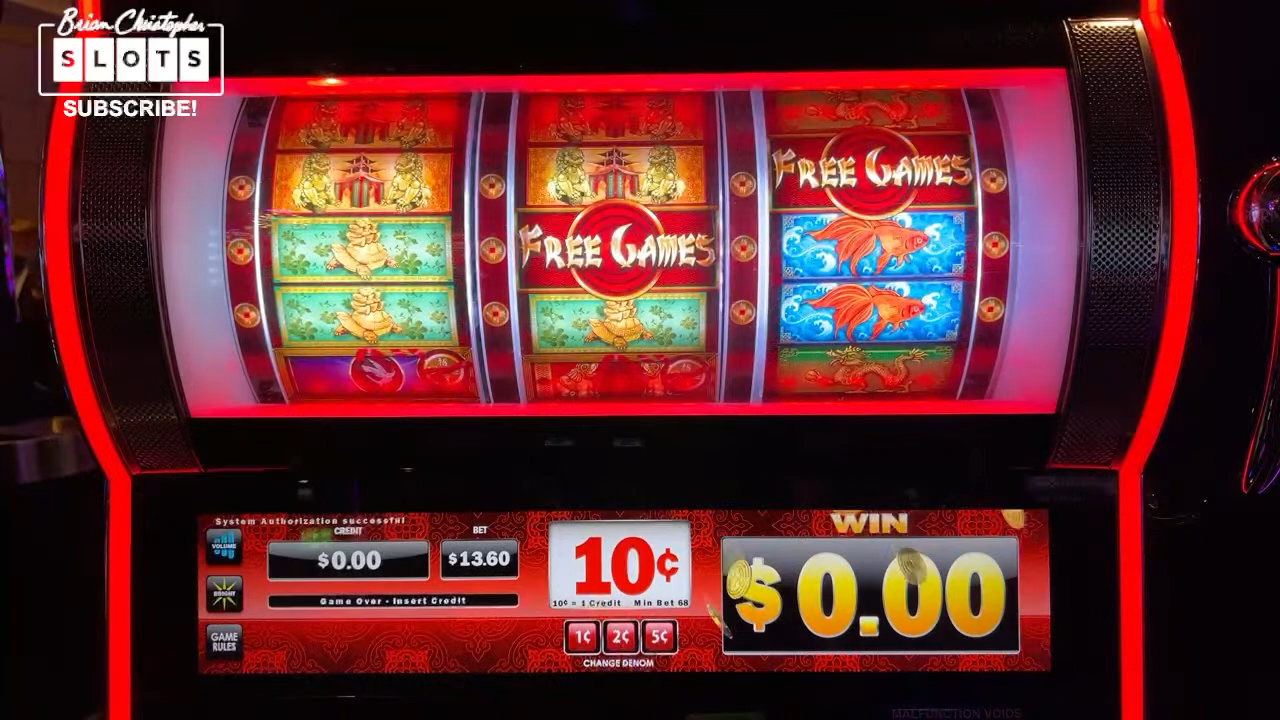 Brian Christopher
SLOTS
SUBSCRIBE!
FREE GAMES
FREE GAMES
System Authorization successful
CREDIT
BET
WIN
VOLUME
$0.00
$13.60
10¢
$0.00
BRIGHT
Game Over - Insert Credit
10¢ = 1 Credit Min Bet 68
GAME
RULES
1¢ 2¢ 5¢
CHANGE DENOM
MALFUNCTION VOIDS